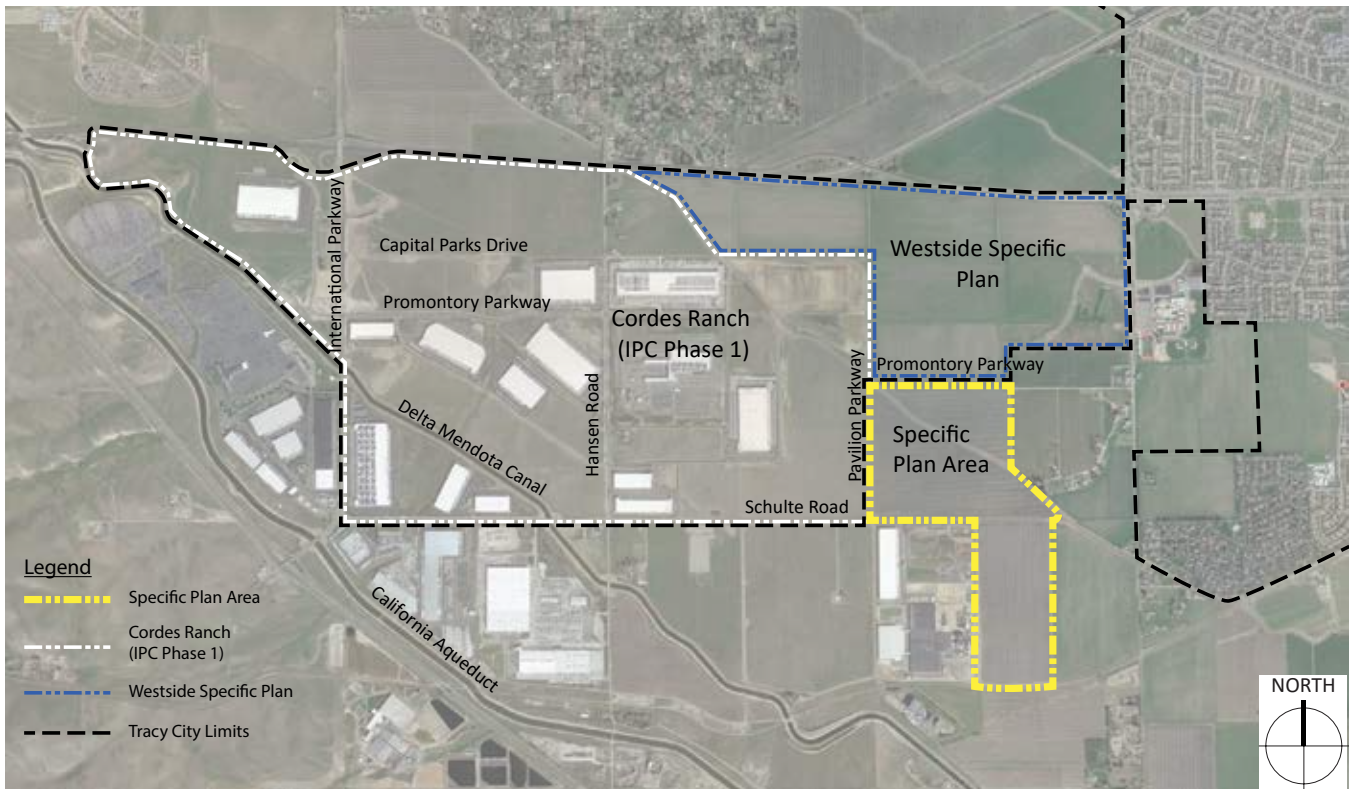 International Parkway
Capital Parks Drive
Promontory Parkway
Westside Specific
Plan
Cordes Ranch
(IPC Phase 1)
Promontory Parkway
Pavilion Parkway
Hansen Road
Delta Mendota Canal
Specific
Plan Area
Schulte Road
California Aqueduct
Legend
Specific Plan Area
Cordes Ranch
(IPC Phase 1)
Westside Specific Plan
Tracy City Limits
NORTH